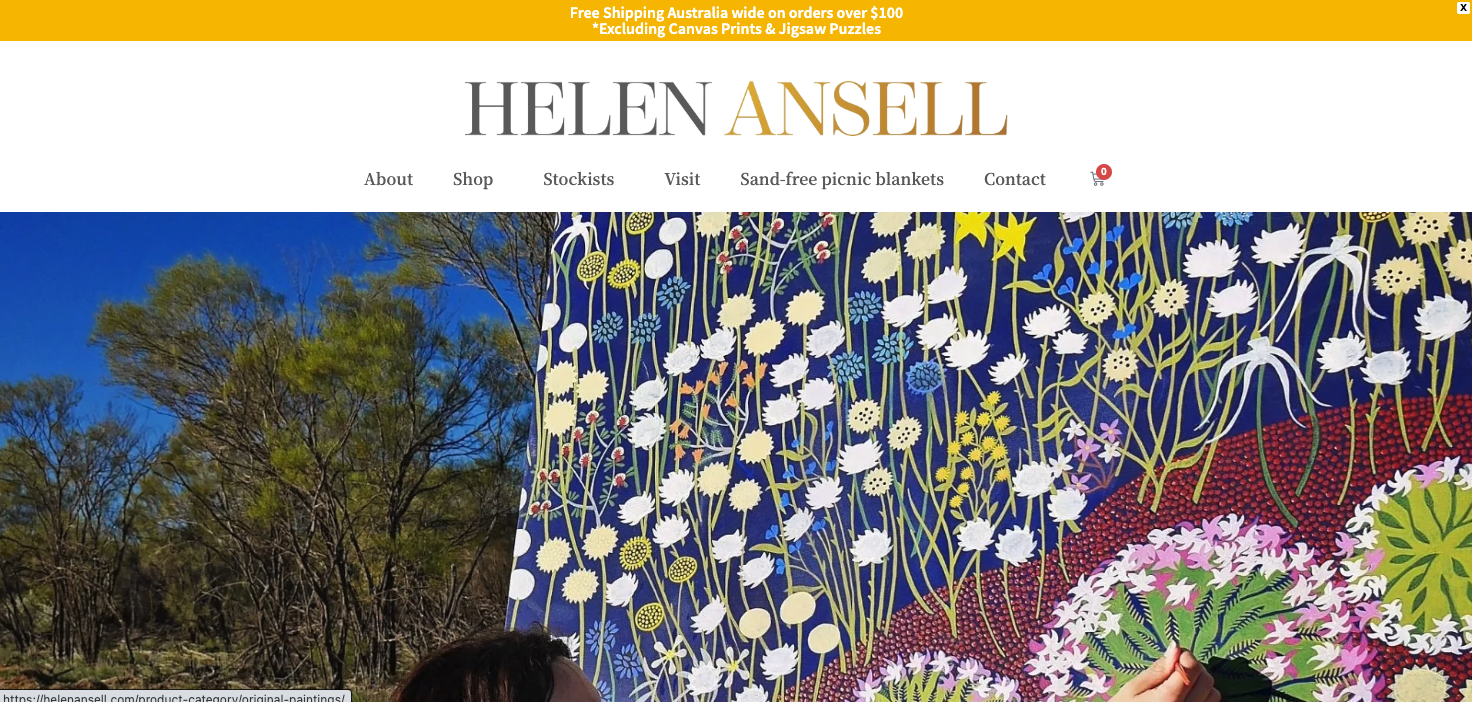 Free Shipping Australia wide on orders over $100
*Excluding Canvas Prints & Jigsaw Puzzles
X
HELEN ANSELL
About Shop Stockists Visit Sand-free picnic blankets Contact 0
https://helenansell.com/product-category/original-paintings/